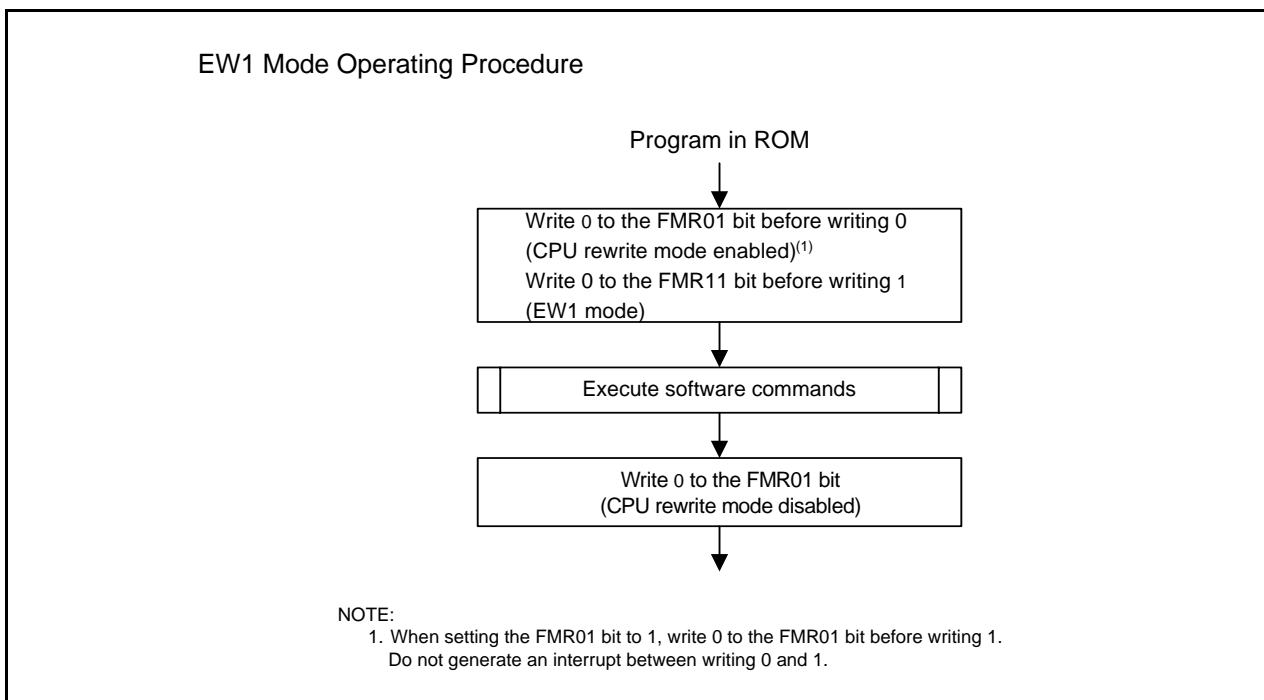 EW1 Mode Operating Procedure
Program in ROM
Write 0 to the FMR01 bit before writing 0
(CPU rewrite mode enabled)(1)
Write 0 to the FMR11 bit before writing 1
(EW1 mode)
Execute software commands
Write 0 to the FMR01 bit
(CPU rewrite mode disabled)
NOTE:
1. When setting the FMR01 bit to 1, write 0 to the FMR01 bit before writing 1.
Do not generate an interrupt between writing 0 and 1.